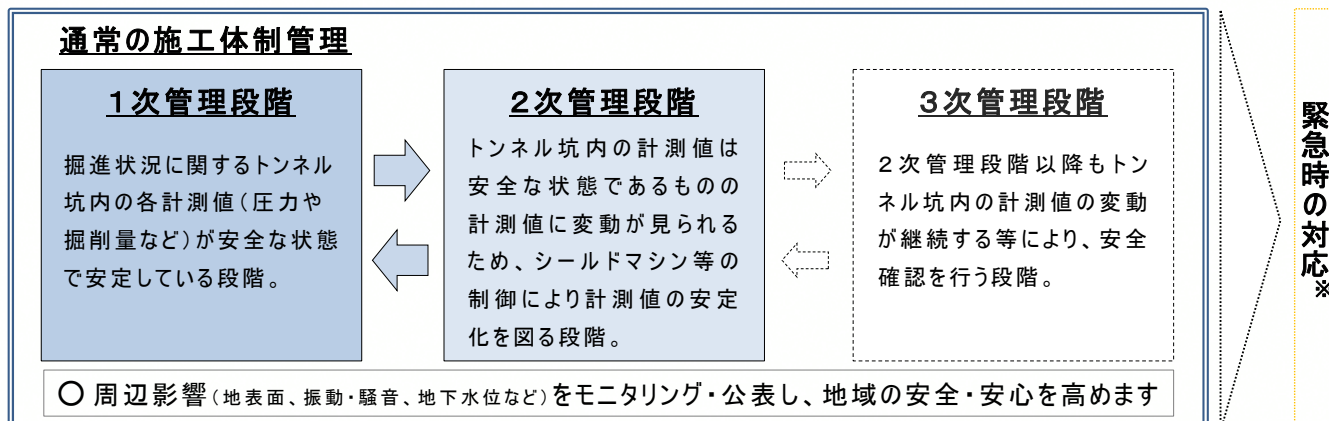 通常の施工体制管理
１次管理段階
掘進状況に関するトンネル
坑内の各計測値(圧力や
掘削量など)が安全な状態
で安定している段階。
２次管理段階
トンネル坑内の計測値は
安全な状態であるものの
計測値に変動が見られる
ため、シールドマシン等の
制御により計測値の安定
化を図る段階。
３次管理段階
２次管理段階以降もトン
ネル坑内の計測値の変動
が継続する等により、安全
確認を行う段階。
○ 周辺影響(地表面、振動・騒音、地下水位など)をモニタリング・公表し、地域の安全・安心を高めます
緊急時の対応※